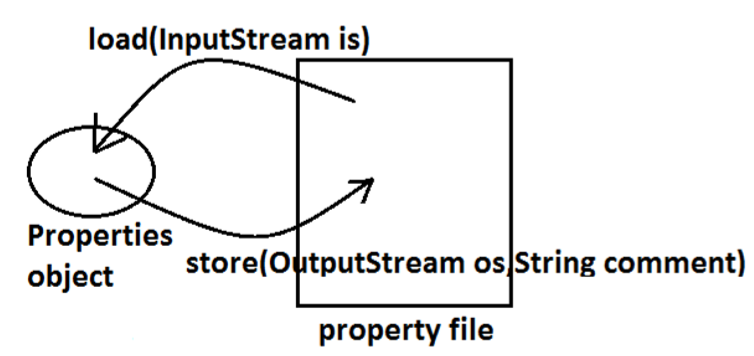 load(InputStream is)
Properties
object
store(OutputStream os,String comment)
property file